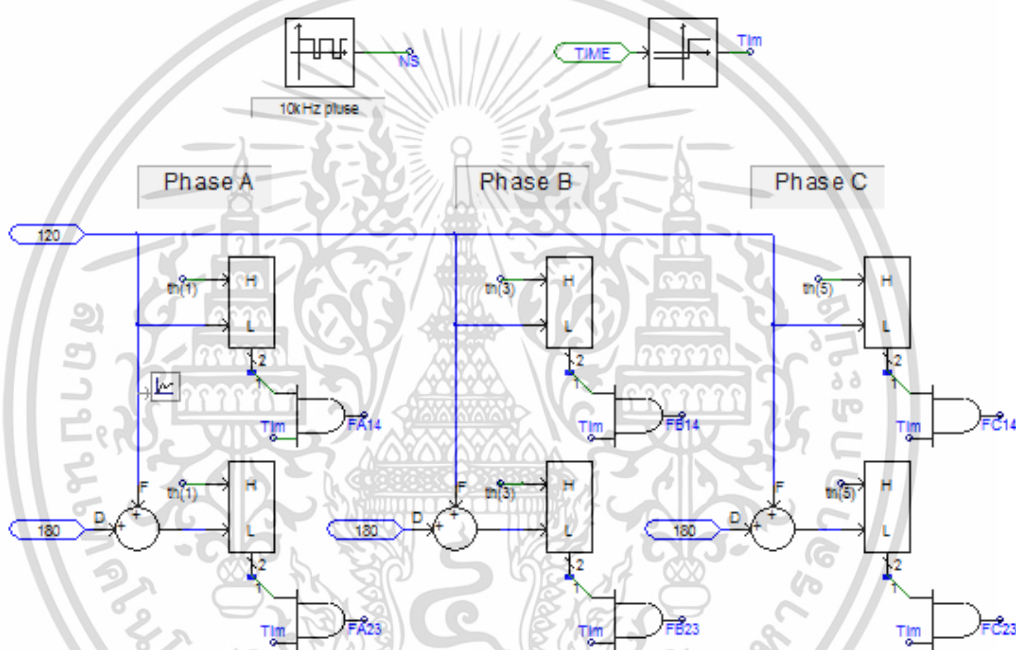 NS
TIME
Tim
10kHz pluse
Phase A
Phase B
Phase C
120
th(1)
H
L
2
1
Tim
FA14
th(3)
H
L
2
1
Tim
FB14
th(5)
H
L
2
1
Tim
FC14
180
D
F
th(1)
H
L
2
1
Tim
FA23
180
D
F
th(3)
H
L
2
1
Tim
FB23
180
D
F
th(5)
H
L
2
1
Tim
FC23